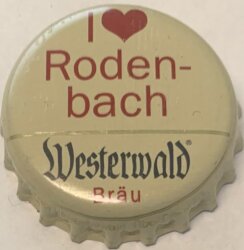 I ❤
Roden-
bach
Westerwald
Bräu